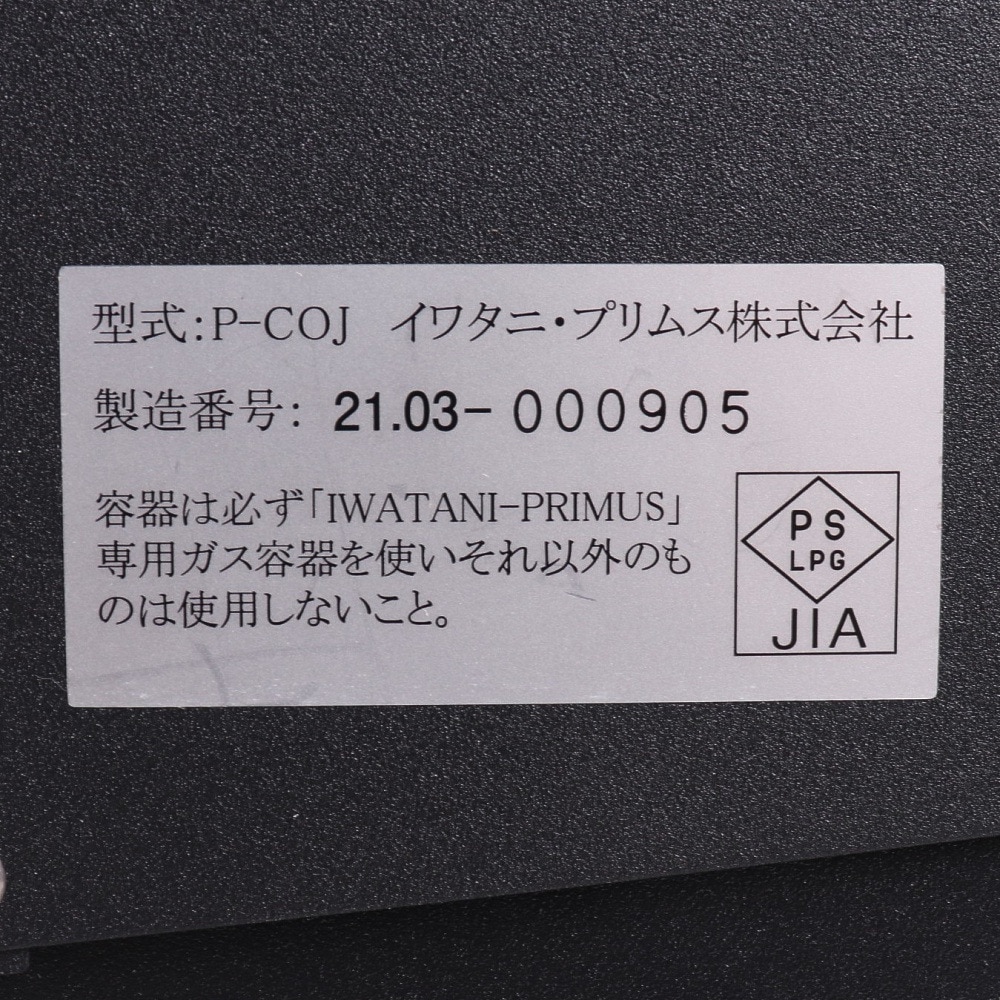 型式:P-COJ イワタニ・プリムス株式会社
製造番号: 21.03- 000905
容器は必ず「IWATANI-PRIMUS」
専用ガス容器を使いそれ以外のも
のは使用しないこと。
PS
LPG
JIA